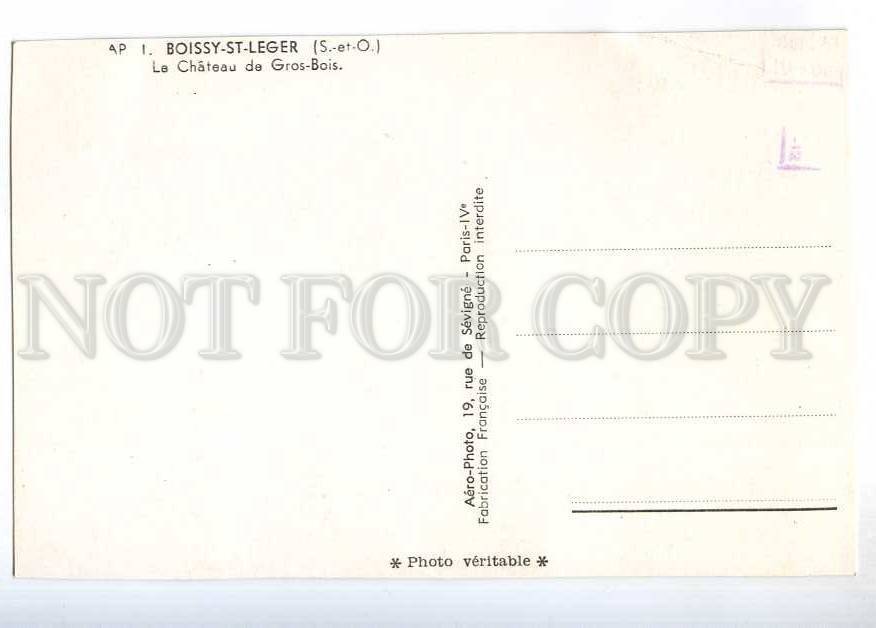 AP 1. BOISSY-ST-LEGER (S.-et-O.)
Le Château de Gros-Bois.
Aéro-Photo, 19, rue de Sévigné - Paris-IVe
Fabrication Française — Reproduction interdite
NOT FOR COPY
* Photo véritable *